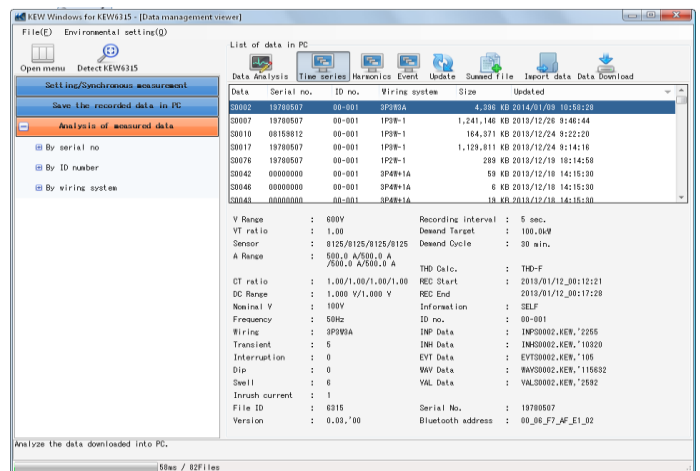 KEW Windows for KEW6315 - [Data management viewer]
File(F) Environmental setting(O)
Open menu Detect KEW6315
Setting/Synchronous measurement
Save the recorded data in PC
Analysis of measured data
By serial no
By ID number
By wiring system
List of data in PC
Data Analysis Time series Harmonics Event Update Summed file Import data Data Download
Data Serial no. ID no. Wiring system Size Updated
S0002 19780507 00-001 3P3W3A 4,396 KB 2014/01/09 10:58:28
S0007 19780507 00-001 1P3W-1 1,241,146 KB 2013/12/26 9:46:44
S0010 08159812 00-001 1P3W-1 164,371 KB 2013/12/24 9:22:20
S0017 19780507 00-001 1P3W-1 1,129,811 KB 2013/12/24 9:14:16
S0076 19780507 00-001 1P2W-1 289 KB 2013/12/19 18:14:58
S0042 00000000 00-001 3P4W+1A 59 KB 2013/12/18 14:15:30
S0046 00000000 00-001 3P4W+1A 6 KB 2013/12/18 14:15:30
S0043 00000000 00-001 3P4W+1A 19 KB 2013/12/18 14:15:30
V Range : 600V Recording interval : 5 sec.
VT ratio : 1.00 Demand Target : 100.0kW
Sensor : 8125/8125/8125/8125 Demand Cycle : 30 min.
A Range : 500.0 A/500.0 A
/500.0 A/500.0 A THD Calc. : THD-F
CT ratio : 1.00/1.00/1.00/1.00 REC Start : 2013/01/12_00:12:21
DC Range : 1.000 V/1.000 V REC End 2013/01/12_00:17:28
Nominal V : 100V Information : SELF
Frequency : 50Hz ID no. : 00-001
Wiring : 3P3W3A INP Data : INPS0002.KEW,'2255
Transient : 5 INH Data : INHS0002.KEW,'10320
Interruption : 0 EVT Data : EVTS0002.KEW,'105
Dip : 0 WAV Data : WAVS0002.KEW,'115632
Swell : 6 VAL Data : VALS0002.KEW,'2592
Inrush current : 1
File ID : 6315 Serial No. : 19780507
Version : 0.03,'00 Bluetooth address : 00_06_F7_AF_E1_02
Analyze the data downloaded into PC.
58ms / 82Files